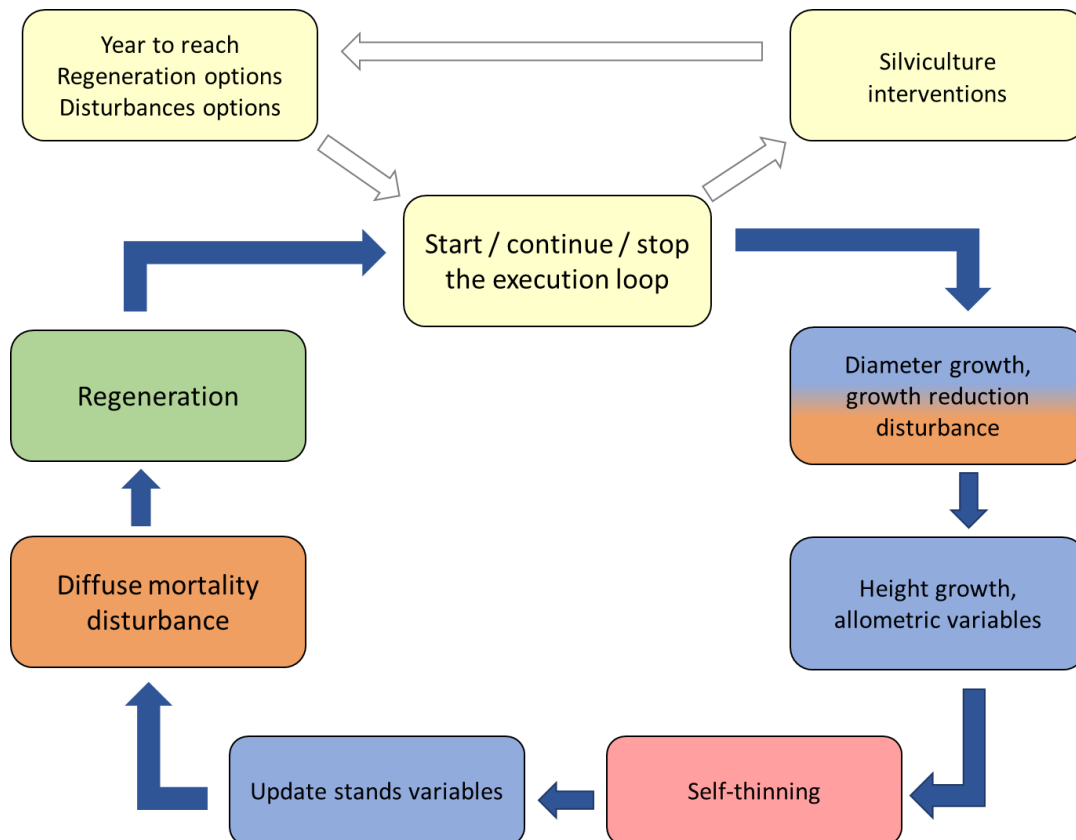 Year to reach
Regeneration options
Disturbances options
Silviculture
interventions
Start / continue / stop
the execution loop
Regeneration
Diameter growth,
growth reduction
disturbance
Diffuse mortality
disturbance
Height growth,
allometric variables
Update stands variables
Self-thinning